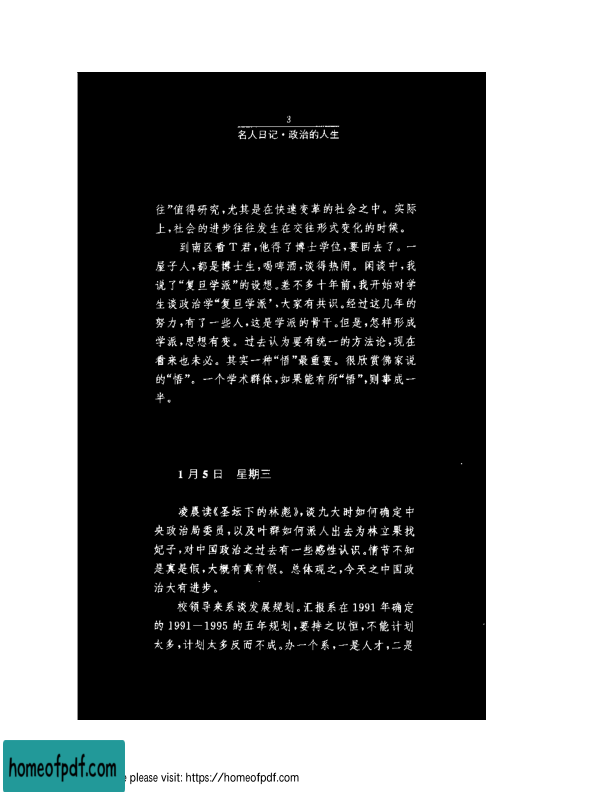 3
名人日记·政治的人生
往”值得研究,尤其是在快速变革的社会之中。实际
上,社会的进步往往发生在交往形式变化的时候。
到南区看T君,他得了博士学位,要回去了。一
屋子人,都是博士生,喝啤酒,谈得热闹。闲谈中,我
说了“复旦学派”的设想。差不多十年前,我开始对学
生谈政治学“复旦学派”,大家有共识。经过这几年的
努力,有了一些人,这是学派的骨干。但是,怎样形成
学派,思想有变。过去认为要有统一的方法论,现在
看来也未必。其实一种“悟”最重要。很欣赏佛家说
的“悟”。一个学术群体,如果能有所“悟”,则事成一
半。
1月5日 星期三
凌晨读《圣坛下的林彪》,谈九大时如何确定中
央政治局委员,以及叶群如何派人出去为林立果找
妃子,对中国政治之过去有一些感性认识。情节不知
是真是假,大概有真有假。总体观之,今天之中国政
治大有进步。
校领导来系谈发展规划。汇报系在1991年确定
的1991—1995的五年规划,要持之以恒,不能计划
太多,计划太多反而不成。办一个系,一是人才,二是
homeofpdf.com
please visit: https://homeofpdf.com